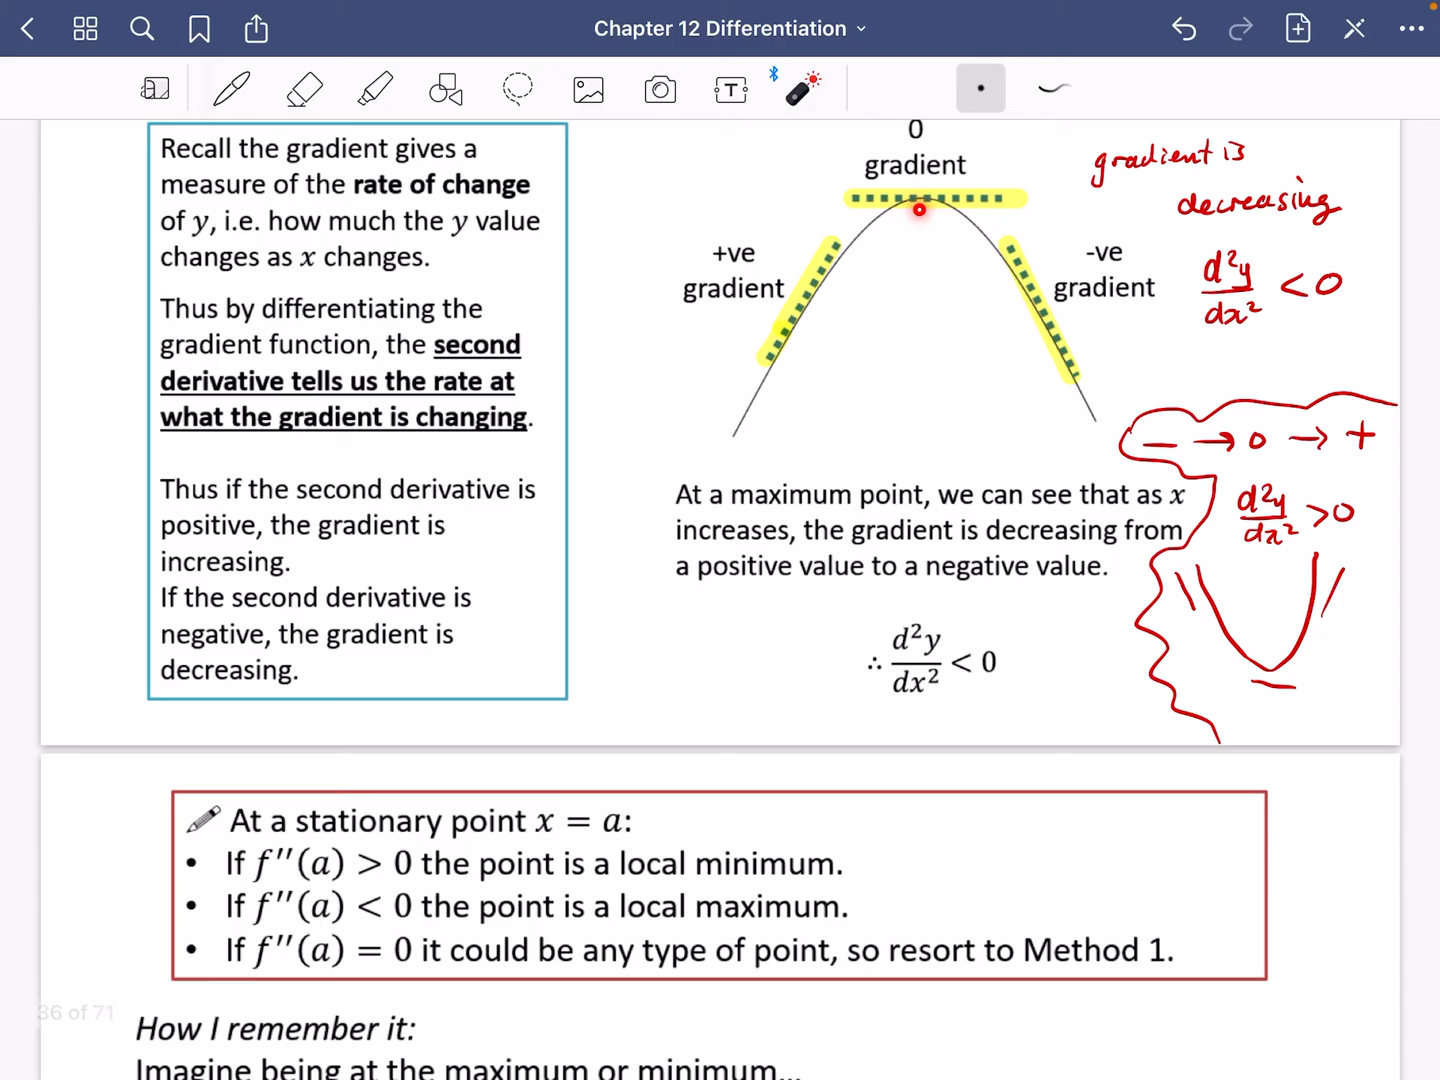 Chapter 12 Differentiation
T
Recall the gradient gives a
measure of the rate of change
of y, i.e. how much the y value
changes as x changes.
Thus by differentiating the
gradient function, the second
derivative tells us the rate at
what the gradient is changing.
Thus if the second derivative is
positive, the gradient is
increasing.
If the second derivative is
negative, the gradient is
decreasing.
0
gradient
+ve
gradient
-ve
gradient
gradient is
decreasing
d²y/dx² < 0
− → 0 → +
d²y/dx² > 0
At a maximum point, we can see that as x
increases, the gradient is decreasing from
a positive value to a negative value.
∴ d²y/dx² < 0
At a stationary point x = a:
• If f''(a) > 0 the point is a local minimum.
• If f''(a) < 0 the point is a local maximum.
• If f''(a) = 0 it could be any type of point, so resort to Method 1.
36 of 71
How I remember it:
Imagine being at the maximum or minimum...